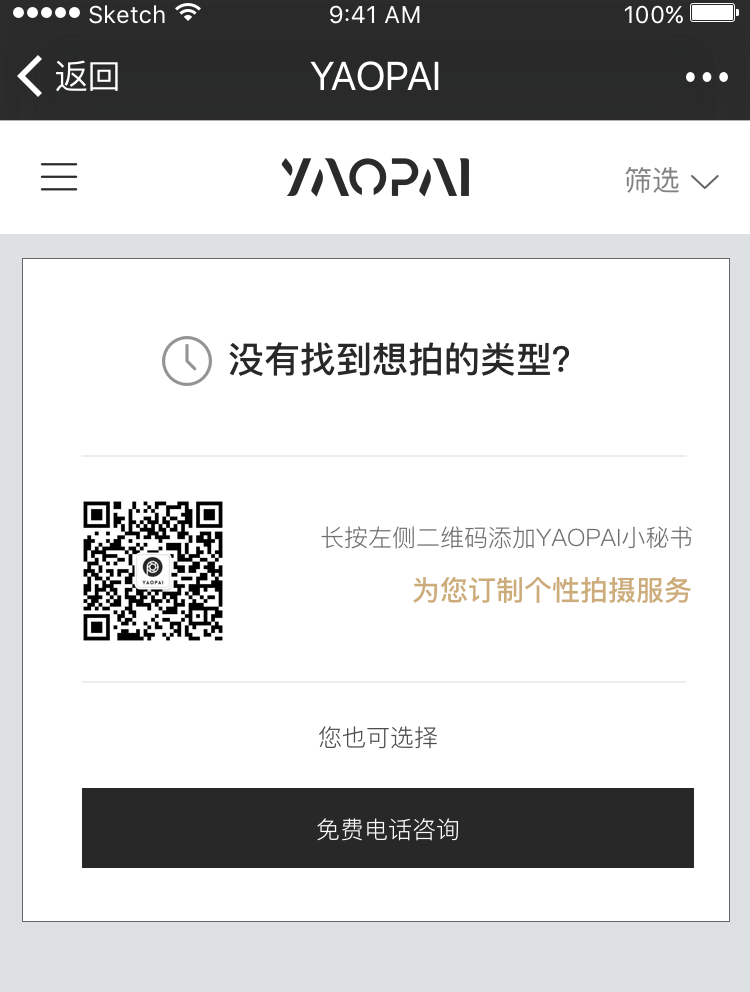 Sketch 9:41 AM 100%
返回 YAOPAI
YAOPAI 筛选
没有找到想拍的类型?
长按左侧二维码添加YAOPAI小秘书
YAOPAI
为您订制个性拍摄服务
您也可选择
免费电话咨询